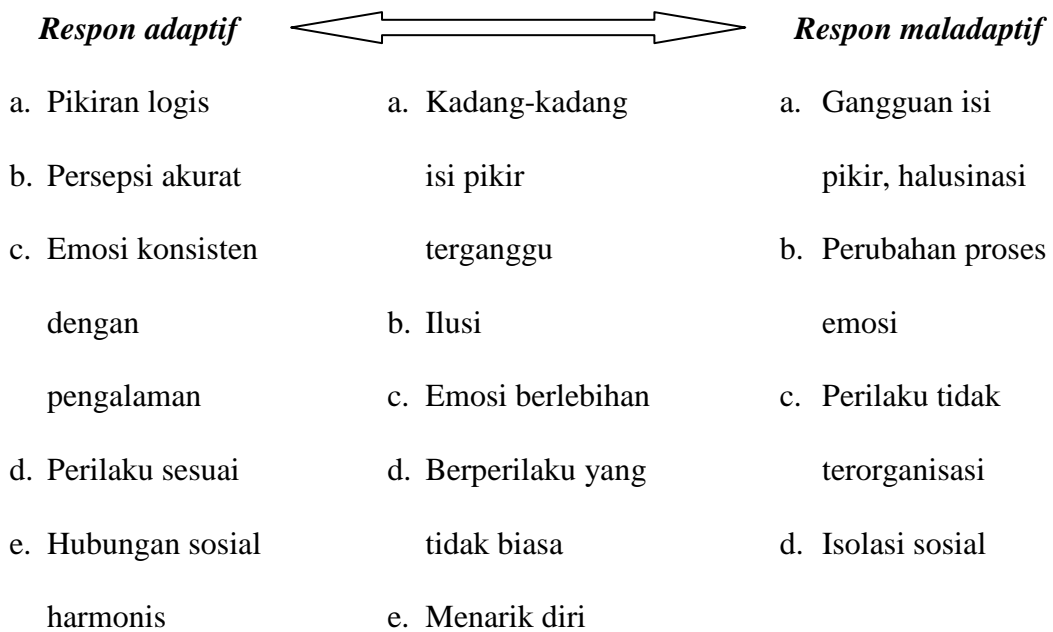 Respon adaptif
Respon maladaptif
a. Pikiran logis
b. Persepsi akurat
c. Emosi konsisten
dengan
pengalaman
d. Perilaku sesuai
e. Hubungan sosial
harmonis
a. Kadang-kadang
isi pikir
terganggu
b. Ilusi
c. Emosi berlebihan
d. Berperilaku yang
tidak biasa
e. Menarik diri
a. Gangguan isi
pikir, halusinasi
b. Perubahan proses
emosi
c. Perilaku tidak
terorganisasi
d. Isolasi sosial